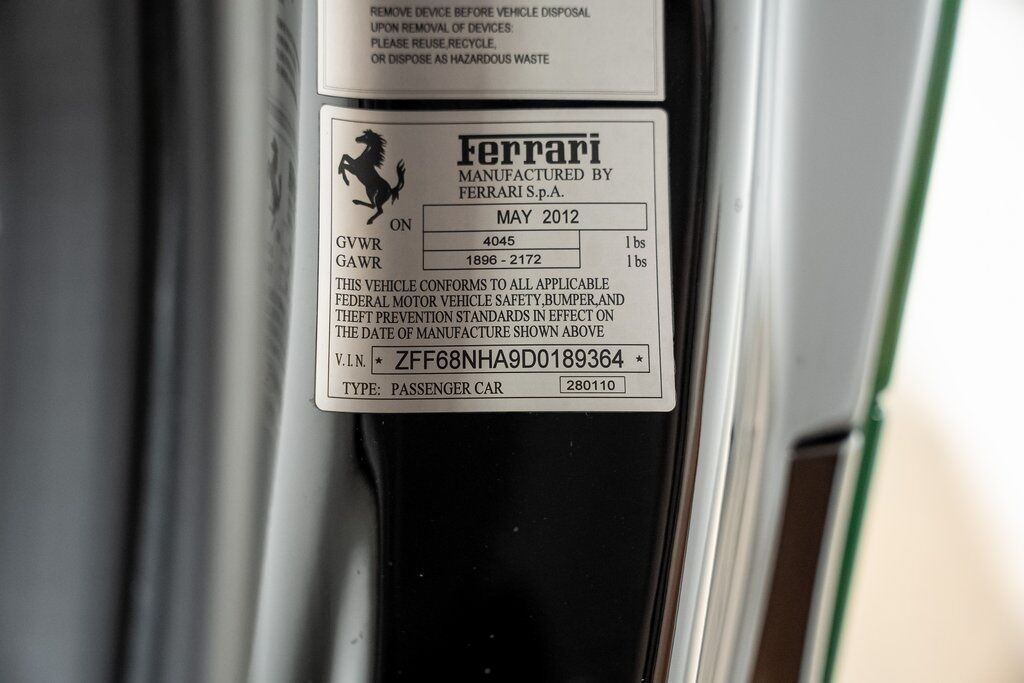 REMOVE DEVICE BEFORE VEHICLE DISPOSAL
UPON REMOVAL OF DEVICES:
PLEASE REUSE,RECYCLE,
OR DISPOSE AS HAZARDOUS WASTE
Ferrari
MANUFACTURED BY
FERRARI S.p.A.
ON MAY 2012
GVWR 4045 lbs
GAWR 1896 - 2172 lbs
THIS VEHICLE CONFORMS TO ALL APPLICABLE
FEDERAL MOTOR VEHICLE SAFETY,BUMPER,AND
THEFT PREVENTION STANDARDS IN EFFECT ON
THE DATE OF MANUFACTURE SHOWN ABOVE
V.I.N. * ZFF68NHA9D0189364 *
TYPE: PASSENGER CAR 280110